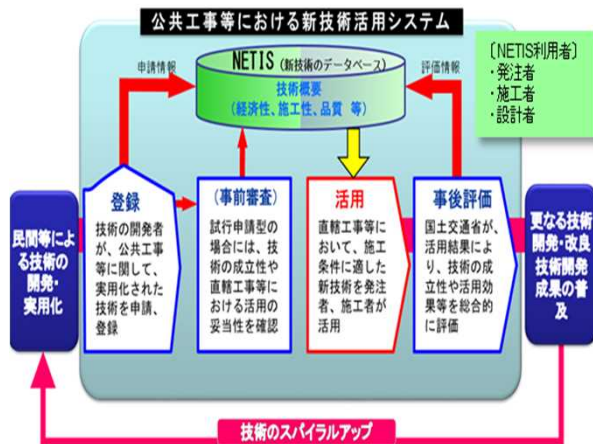 公共工事等における新技術活用システム
申請情報
NETIS（新技術のデータベース）
技術概要
（経済性、施工性、品質 等）
評価情報
〔NETIS利用者〕
・発注者
・施工者
・設計者
民間等によ
る技術の
開発・
実用化
登録
技術の開発者
が、公共工事
等に関して、
実用化された
技術を申請、
登録
（事前審査）
試行申請型の
場合には、技
術の成立性や
直轄工事等に
おける活用の
妥当性を確認
活用
直轄工事等に
おいて、施工
条件に適した
新技術を発注
者、施工者が
活用
事後評価
国土交通省が、
活用結果によ
り、技術の成立
性や活用効果
等を総合的に
評価
更なる技術
開発・改良
技術開発
成果の普
及
技術のスパイラルアップ